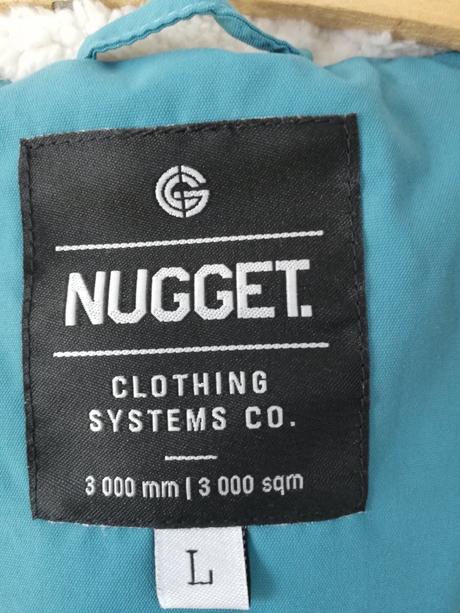 NUGGET.
CLOTHING
SYSTEMS CO.
3 000 mm | 3 000 sqm
L